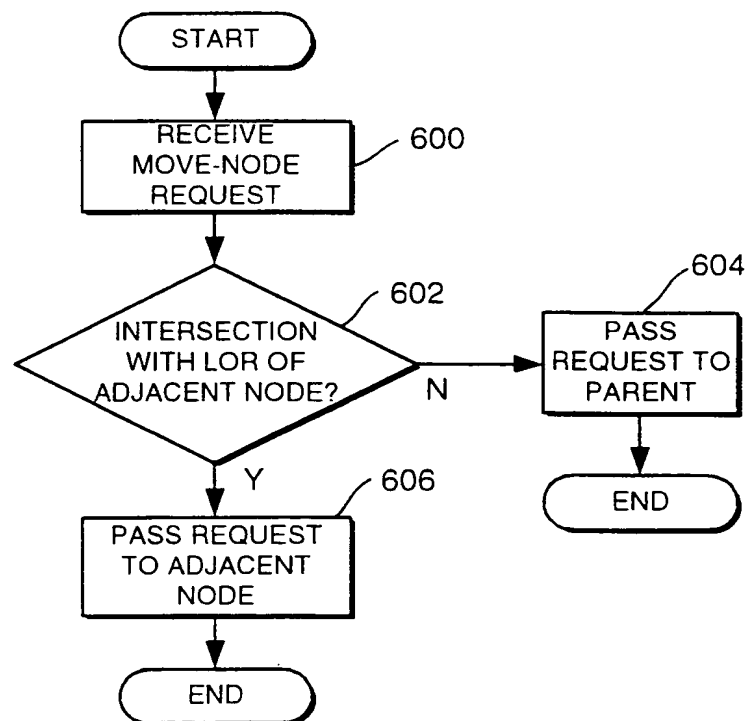 START
RECEIVE
MOVE-NODE
REQUEST
600
602
INTERSECTION
WITH LOR OF
ADJACENT NODE?
N
604
PASS
REQUEST TO
PARENT
END
Y
606
PASS REQUEST
TO ADJACENT
NODE
END